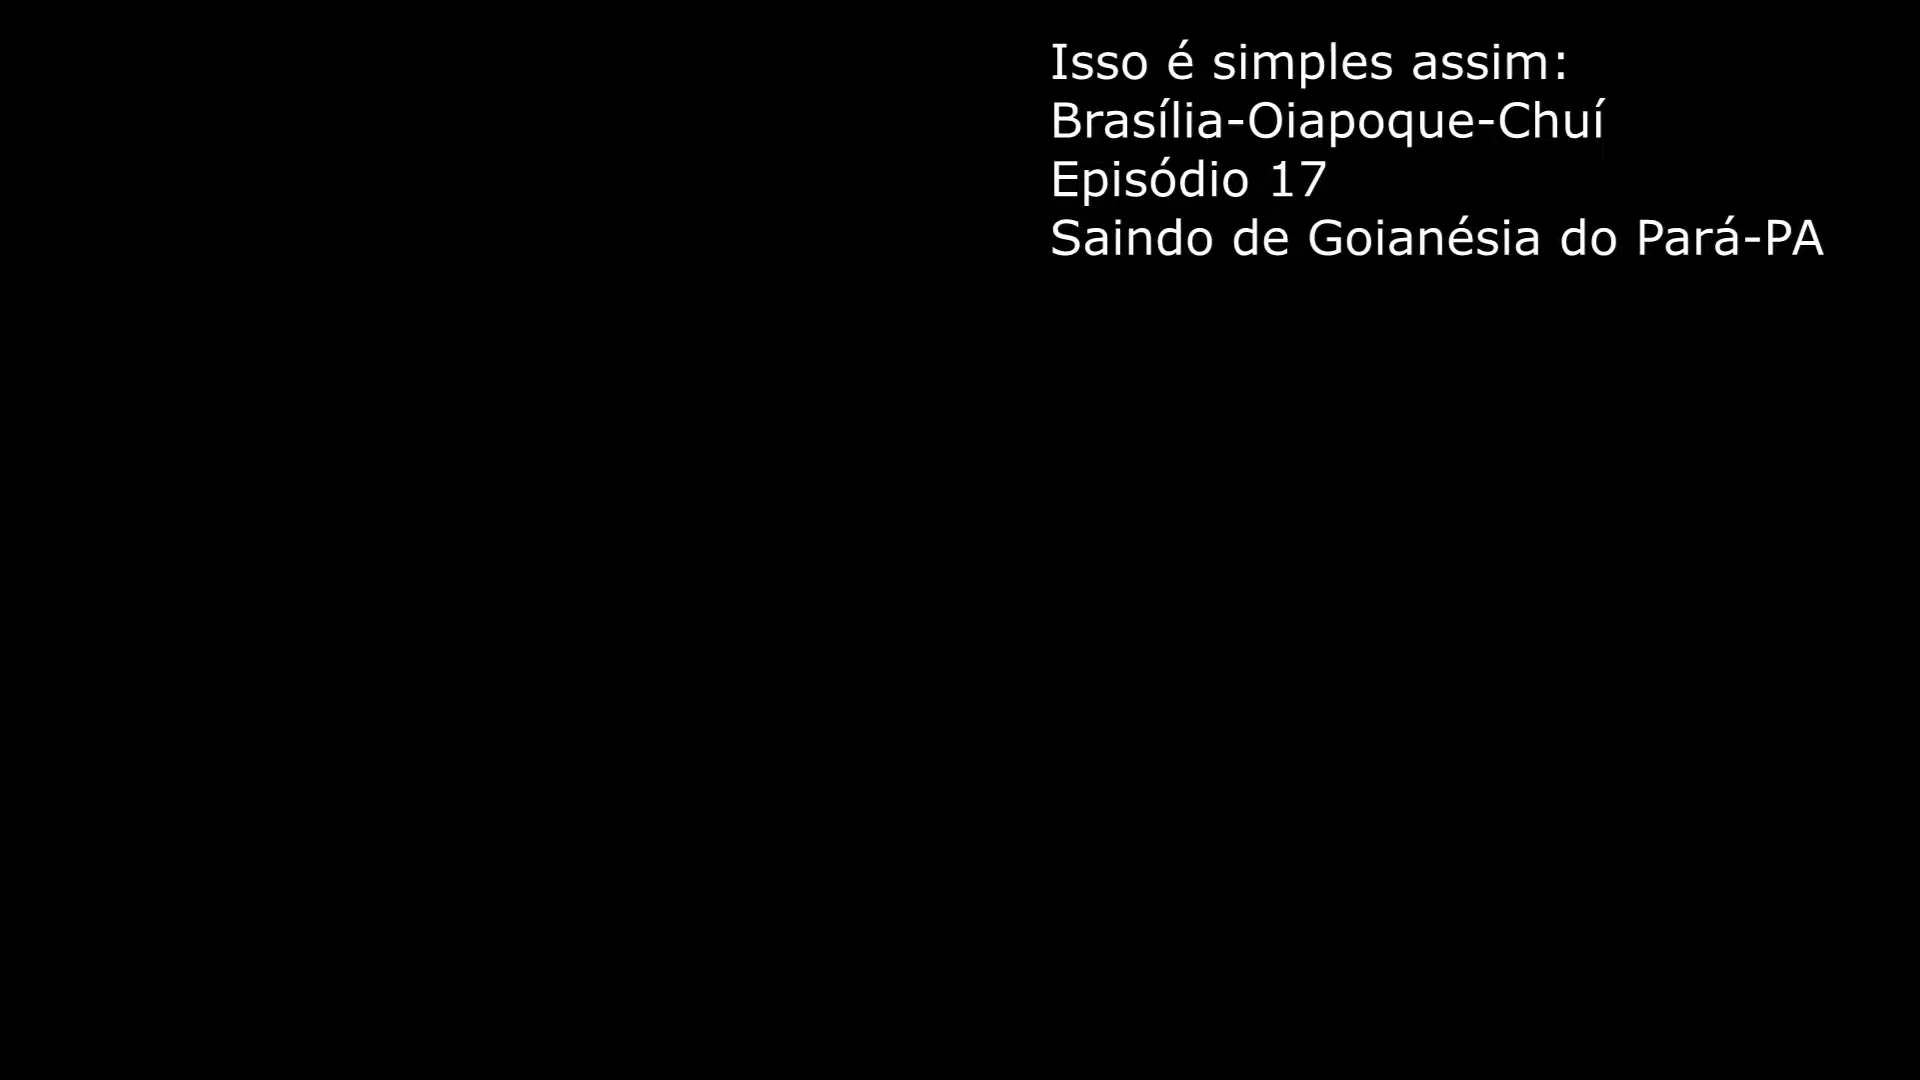 Isso é simples assim:
Brasília-Oiapoque-Chuí
Episódio 17
Saindo de Goianésia do Pará-PA